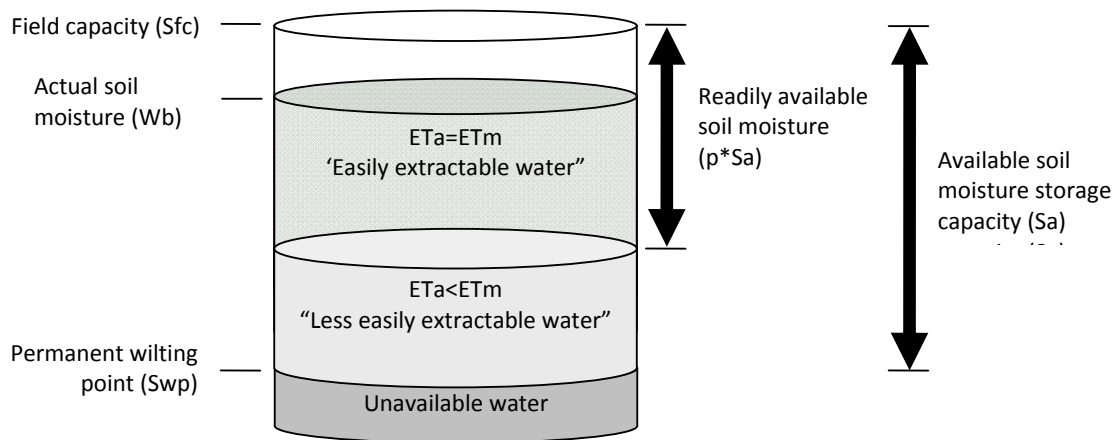 Field capacity (Sfc)
Actual soil
moisture (Wb)
ETa=ETm
‘Easily extractable water”
Readily available
soil moisture
(p*Sa)
Available soil
moisture storage
capacity (Sa)
ETa<ETm
“Less easily extractable water”
Permanent wilting
point (Swp)
Unavailable water